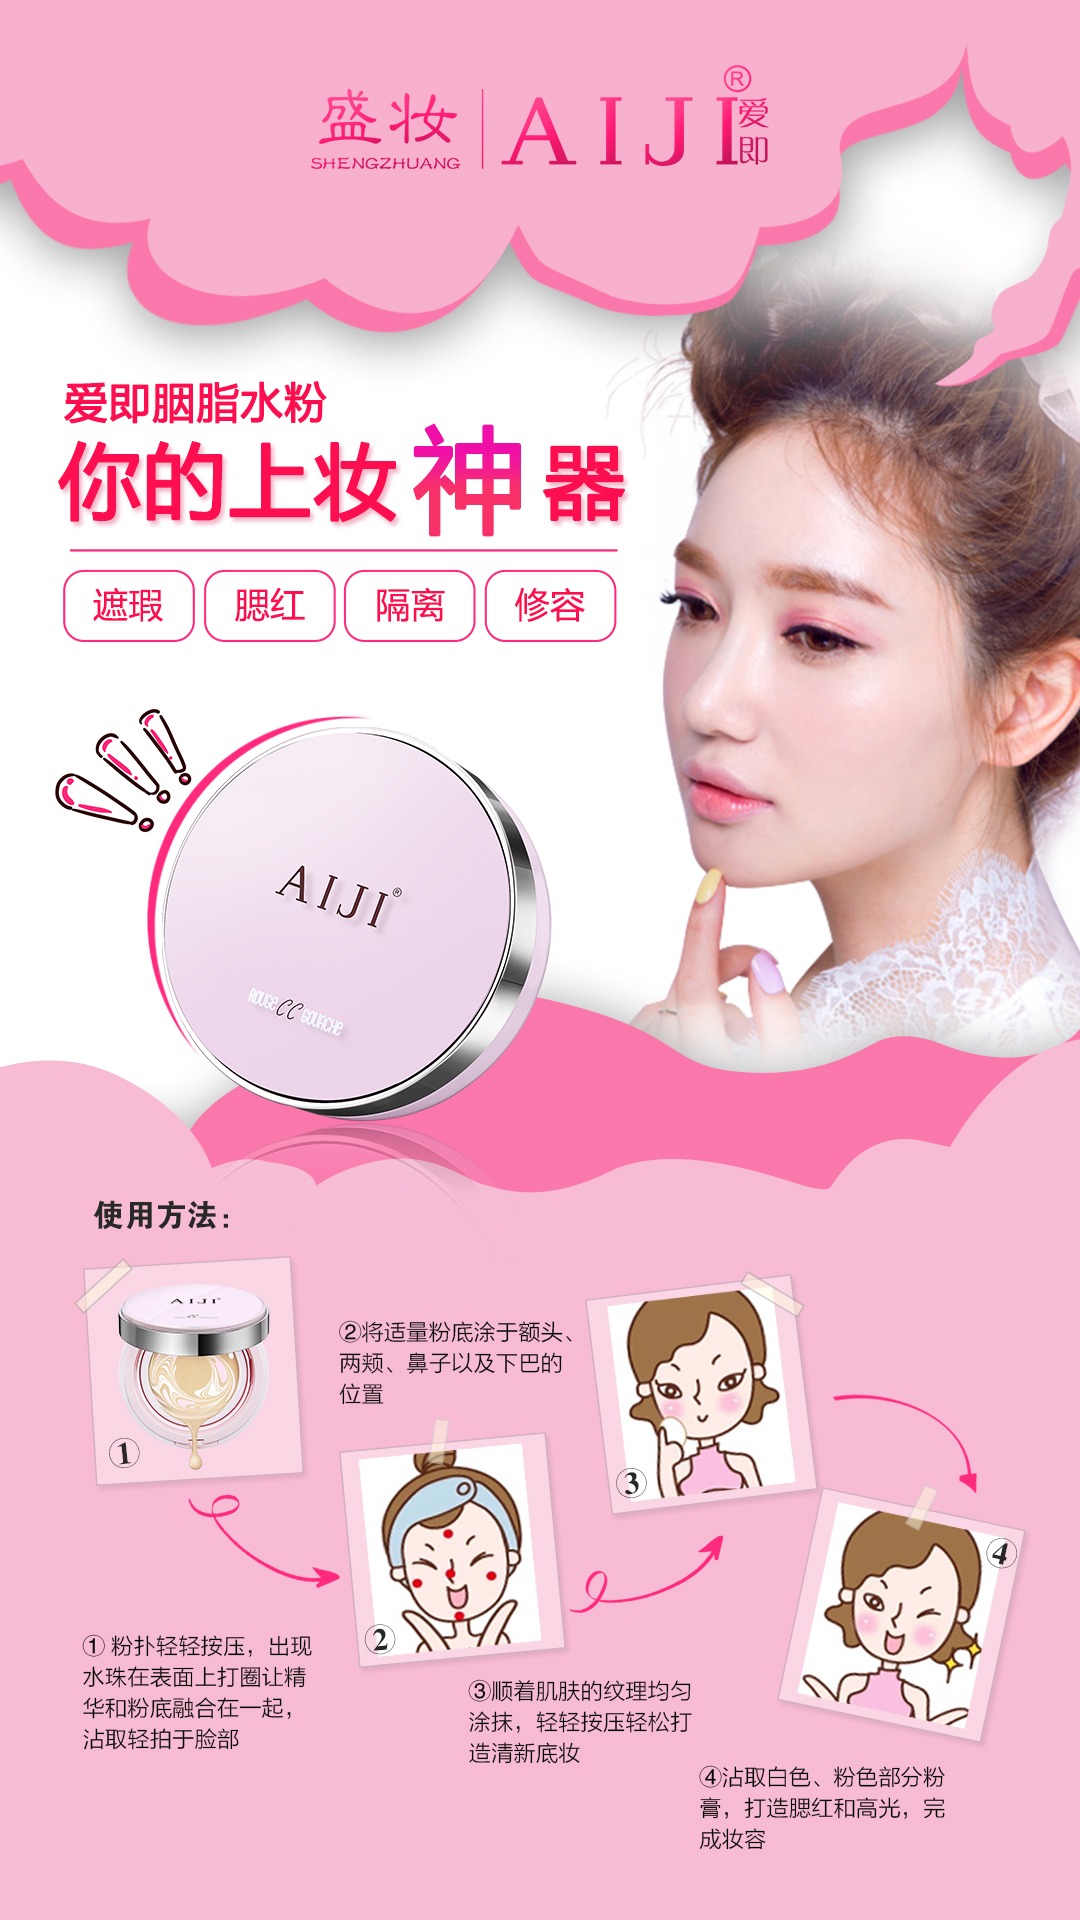 盛妆
SHENGZHUANG
AIJI®
爱即
爱即胭脂水粉
你的上妆神器
遮瑕 腮红 隔离 修容
AIJI®
ROUGE CC GOUACHE
使用方法：
AIJI®
CC
1
②将适量粉底涂于额头、
两颊、鼻子以及下巴的
位置
3
2
4
① 粉扑轻轻按压，出现
水珠在表面上打圈让精
华和粉底融合在一起，
沾取轻拍于脸部
③顺着肌肤的纹理均匀
涂抹，轻轻按压轻松打
造清新底妆
④沾取白色、粉色部分粉
膏，打造腮红和高光，完
成妆容